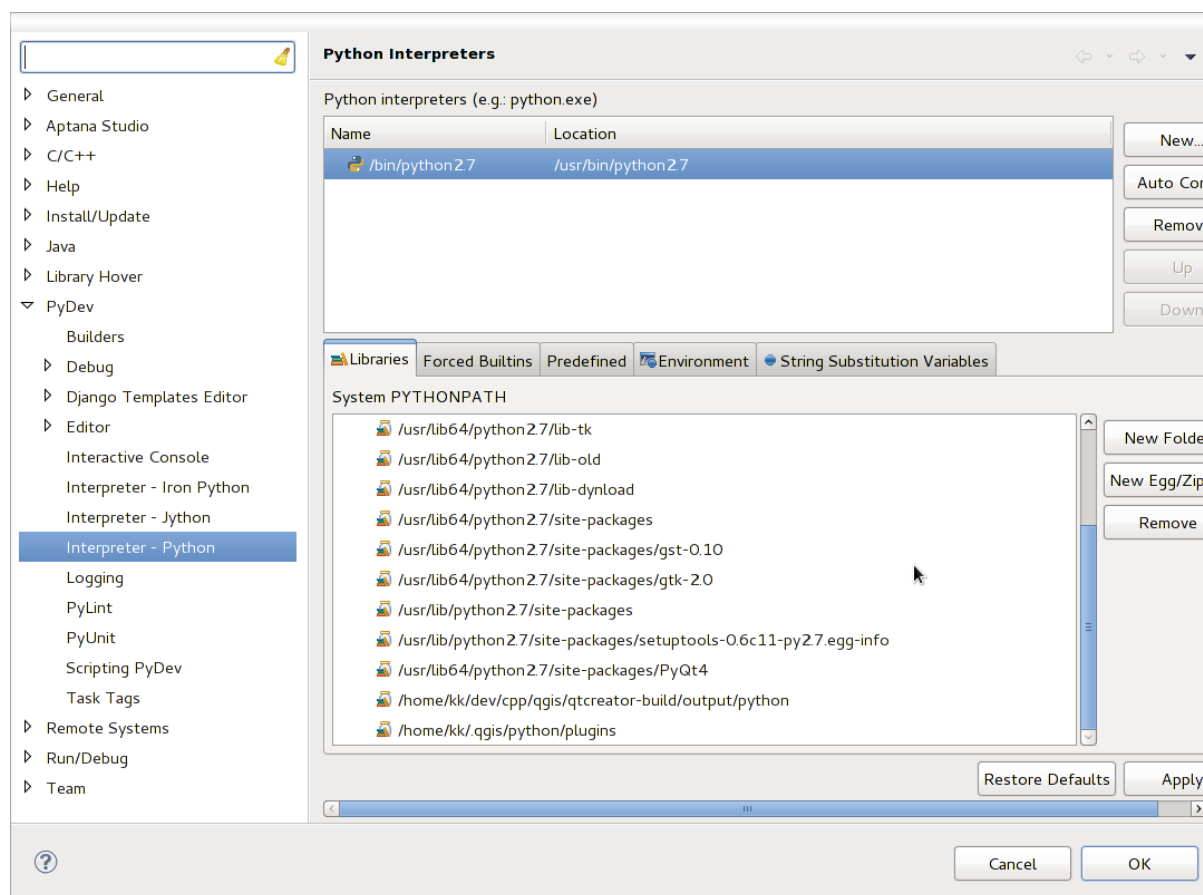 Python Interpreters
General
Aptana Studio
C/C++
Help
Install/Update
Java
Library Hover
PyDev
Builders
Debug
Django Templates Editor
Editor
Interactive Console
Interpreter - Iron Python
Interpreter - Jython
Interpreter - Python
Logging
PyLint
PyUnit
Scripting PyDev
Task Tags
Remote Systems
Run/Debug
Team
Python interpreters (e.g.: python.exe)
Name Location
/bin/python2.7 /usr/bin/python2.7
New...
Auto Con
Remov
Up
Down
Libraries Forced Builtins Predefined Environment String Substitution Variables
System PYTHONPATH
/usr/lib64/python2.7/lib-tk
/usr/lib64/python2.7/lib-old
/usr/lib64/python2.7/lib-dynload
/usr/lib64/python2.7/site-packages
/usr/lib64/python2.7/site-packages/gst-0.10
/usr/lib64/python2.7/site-packages/gtk-2.0
/usr/lib/python2.7/site-packages
/usr/lib/python2.7/site-packages/setuptools-0.6c11-py2.7.egg-info
/usr/lib64/python2.7/site-packages/PyQt4
/home/kk/dev/cpp/qgis/qtcreator-build/output/python
/home/kk/.qgis/python/plugins
New Folde
New Egg/Zip
Remove
Restore Defaults Apply
Cancel OK